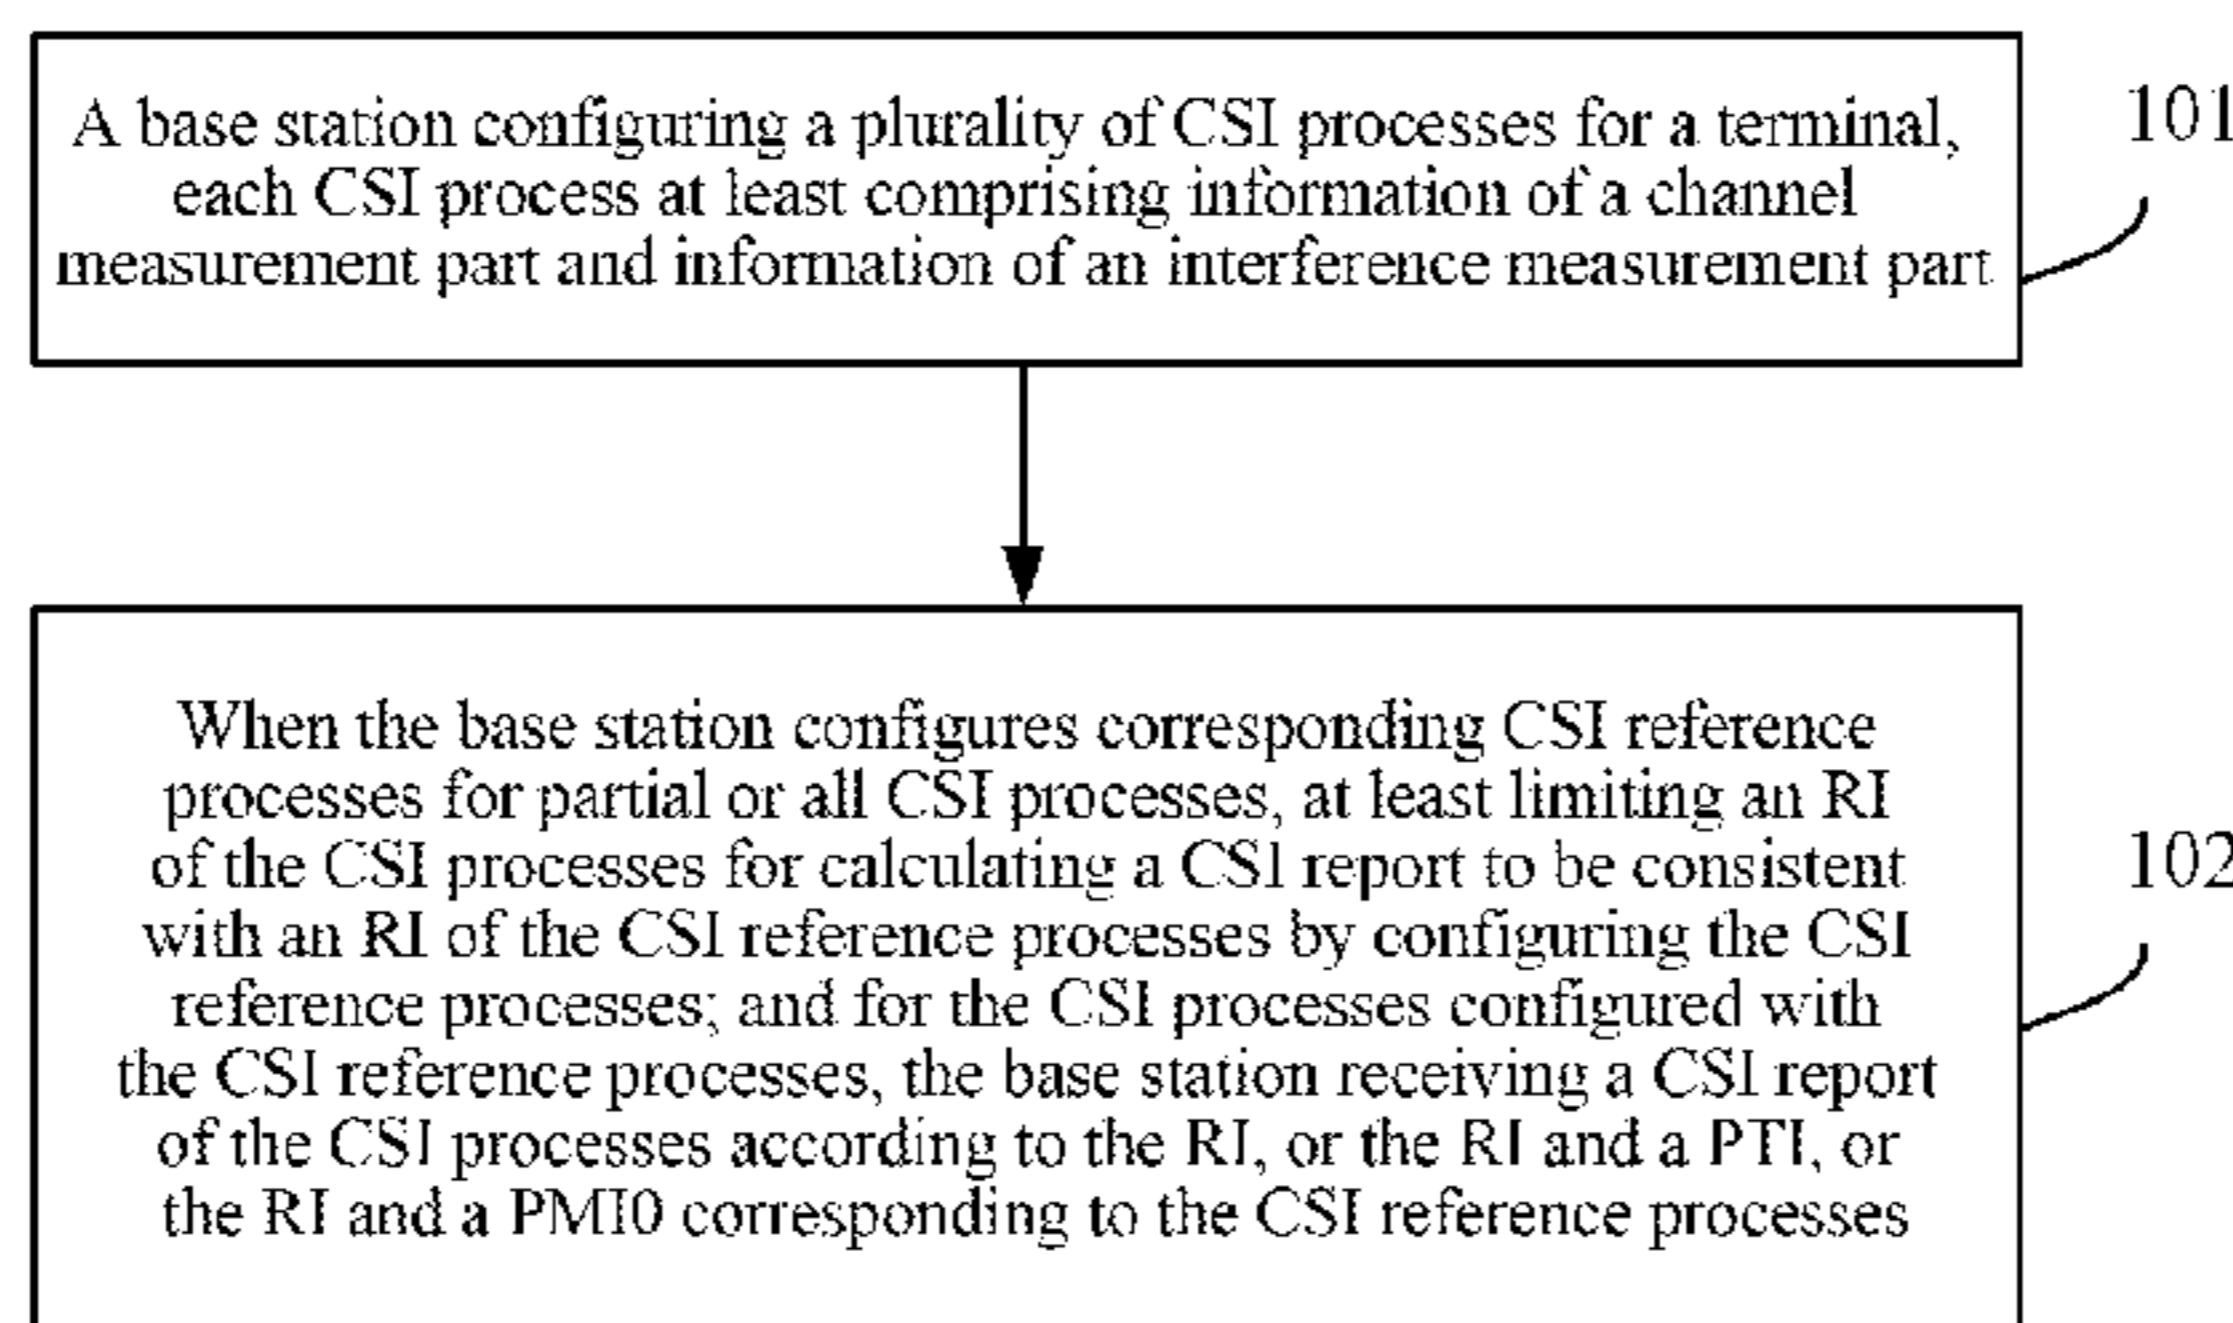 A base station configuring a plurality of CSI processes for a terminal,
each CSI process at least comprising information of a channel
measurement part and information of an interference measurement part
101
When the base station configures corresponding CSI reference
processes for partial or all CSI processes, at least limiting an RI
of the CSI processes for calculating a CSI report to be consistent
with an RI of the CSI reference processes by configuring the CSI
reference processes; and for the CSI processes configured with
the CSI reference processes, the base station receiving a CSI report
of the CSI processes according to the RI, or the RI and a PTI, or
the RI and a PMI0 corresponding to the CSI reference processes
102